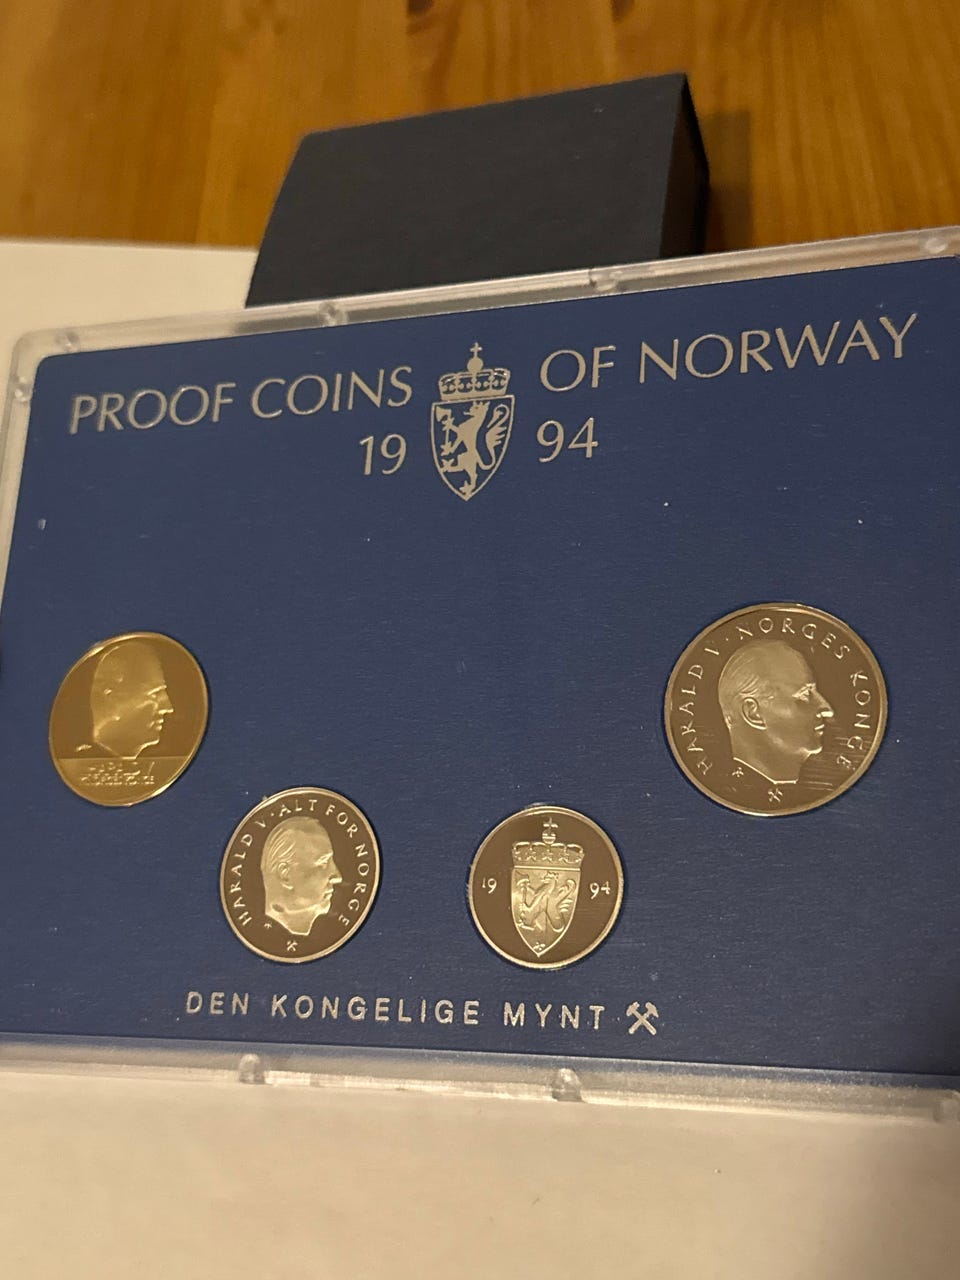 PROOF COINS OF NORWAY
19 94
HARALD V · NORGES KONGE
HARALD V · ALT FOR NORGE
19 94
DEN KONGELIGE MYNT